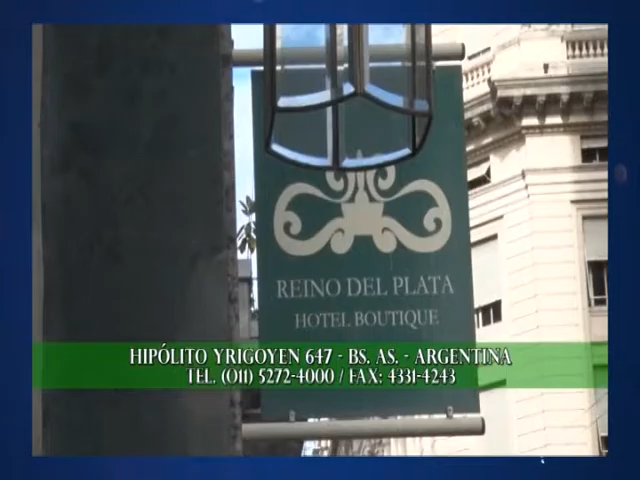 REINO DEL PLATA
HOTEL BOUTIQUE
HIPÓLITO YRIGOYEN 647 - BS. AS. - ARGENTINA
TEL. (011) 5272-4000 / FAX: 4331-4243